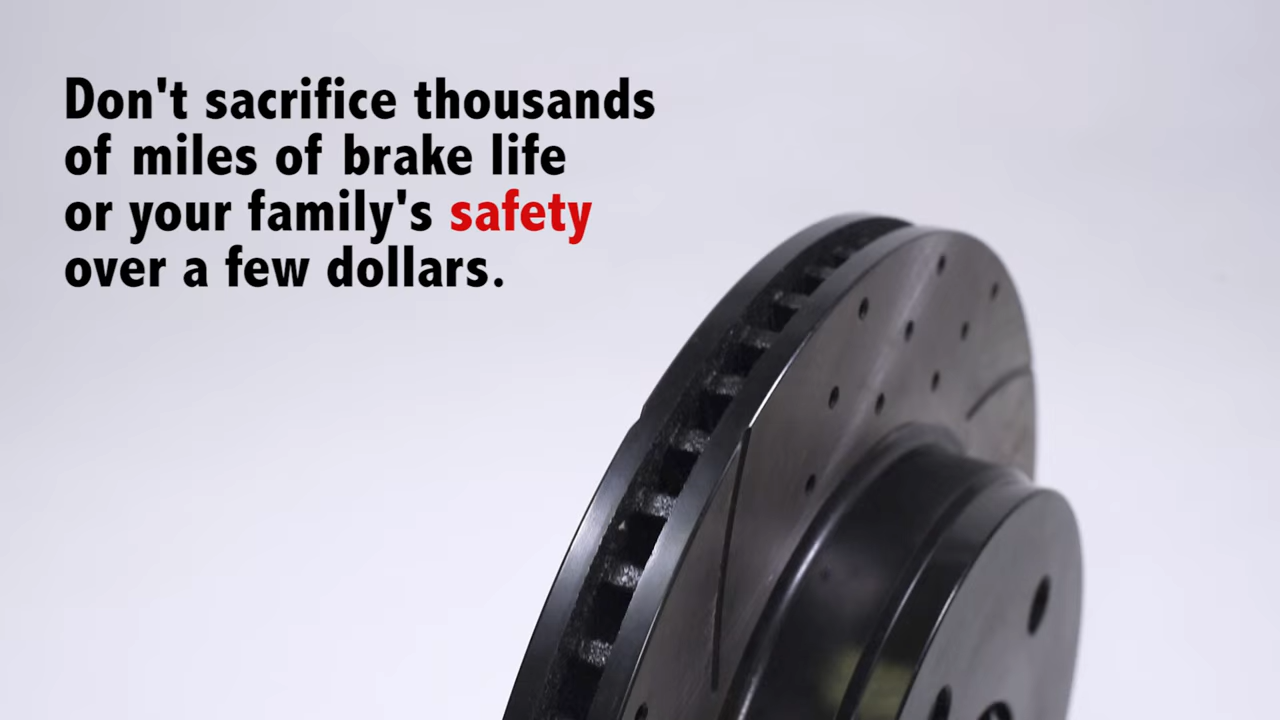 Don't sacrifice thousands
of miles of brake life
or your family's safety
over a few dollars.